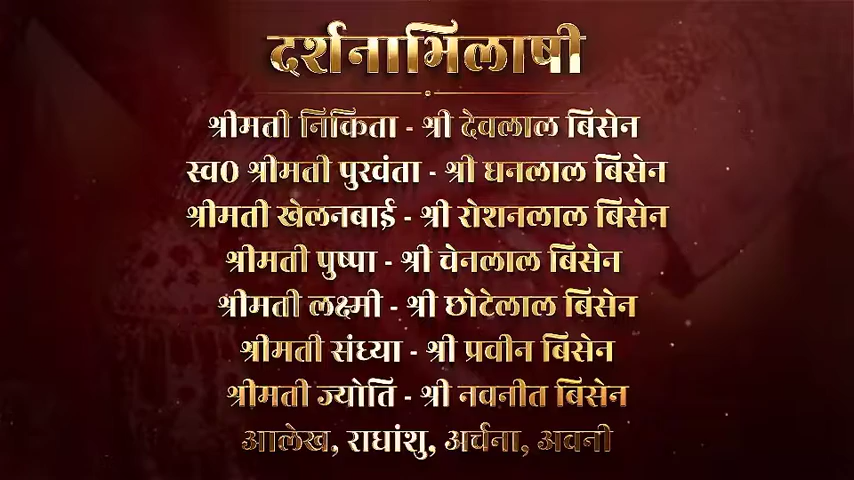 दर्शनाभिलाषी
श्रीमती निकिता - श्री देवलाल बिसेन
स्व0 श्रीमती पुरवंता - श्री धनलाल बिसेन
श्रीमती खेलनबाई - श्री रोशनलाल बिसेन
श्रीमती पुष्पा - श्री चेनलाल बिसेन
श्रीमती लक्ष्मी - श्री छोटेलाल बिसेन
श्रीमती संध्या - श्री प्रवीन बिसेन
श्रीमती ज्योति - श्री नवनीत बिसेन
आलेख, राधांशु, अर्चना, अवनी